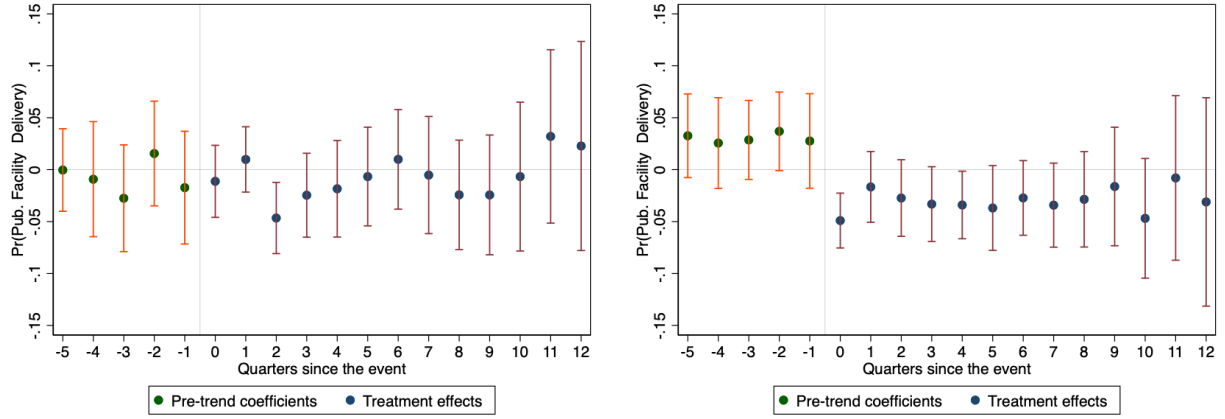 .15
.1
.05
0
-.05
-.1
-.15
Pr(Pub. Facility Delivery)
-5 -4 -3 -2 -1 0 1 2 3 4 5 6 7 8 9 10 11 12
Quarters since the event
Pre-trend coefficients Treatment effects
.15
.1
.05
0
-.05
-.1
-.15
Pr(Pub. Facility Delivery)
-5 -4 -3 -2 -1 0 1 2 3 4 5 6 7 8 9 10 11 12
Quarters since the event
Pre-trend coefficients Treatment effects